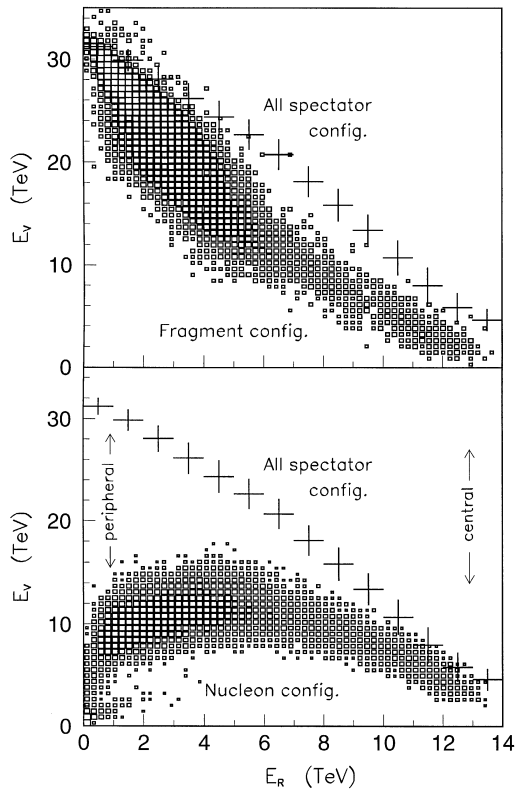 30
20
10
0
E_V (TeV)
All spectator
config.
Fragment config.
30
20
10
0
E_V (TeV)
peripheral
All spectator
config.
central
Nucleon config.
0 2 4 6 8 10 12 14
E_R (TeV)